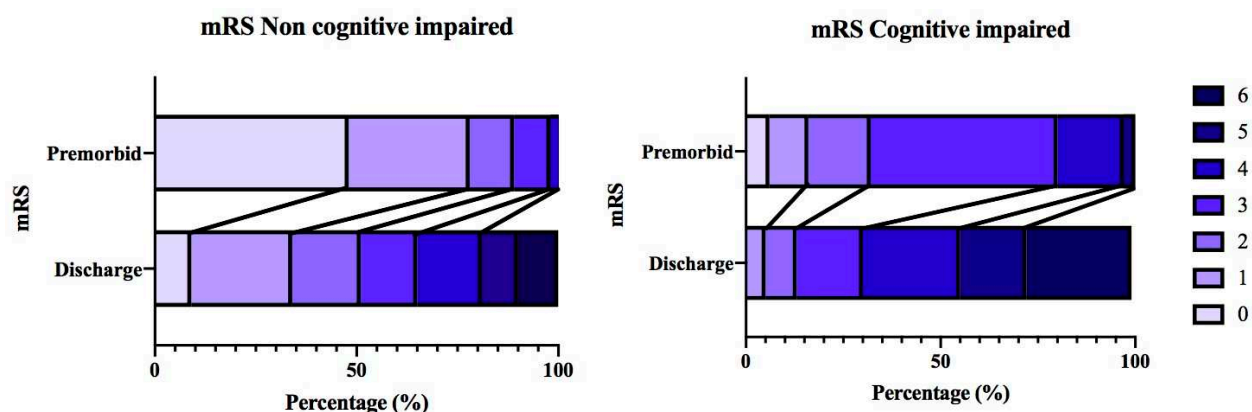 mRS Non cognitive impaired
mRS
Premorbid
Discharge
0
50
100
Percentage (%)
mRS Cognitive impaired
mRS
Premorbid
Discharge
0
50
100
Percentage (%)
6
5
4
3
2
1
0